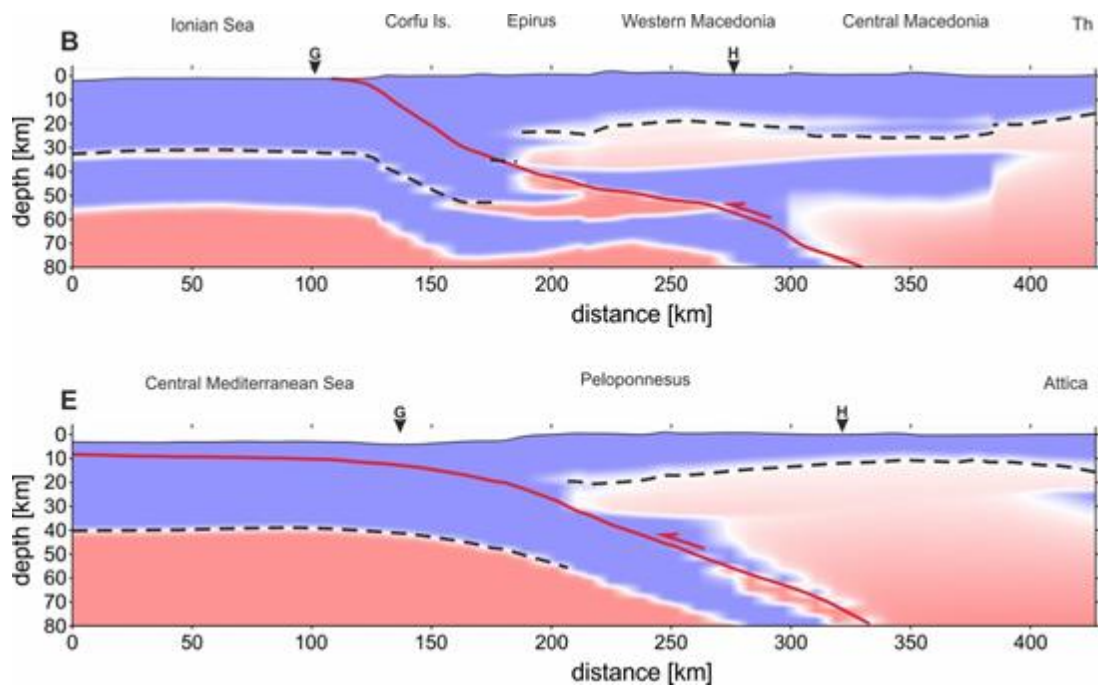 Ionian Sea Corfu Is. Epirus Western Macedonia Central Macedonia Th
B
G H
0
10
20
30
40
50
60
70
80
depth [km]
0 50 100 150 200 250 300 350 400
distance [km]
Central Mediterranean Sea Peloponnesus Attica
E
G H
0
10
20
30
40
50
60
70
80
depth [km]
0 50 100 150 200 250 300 350 400
distance [km]